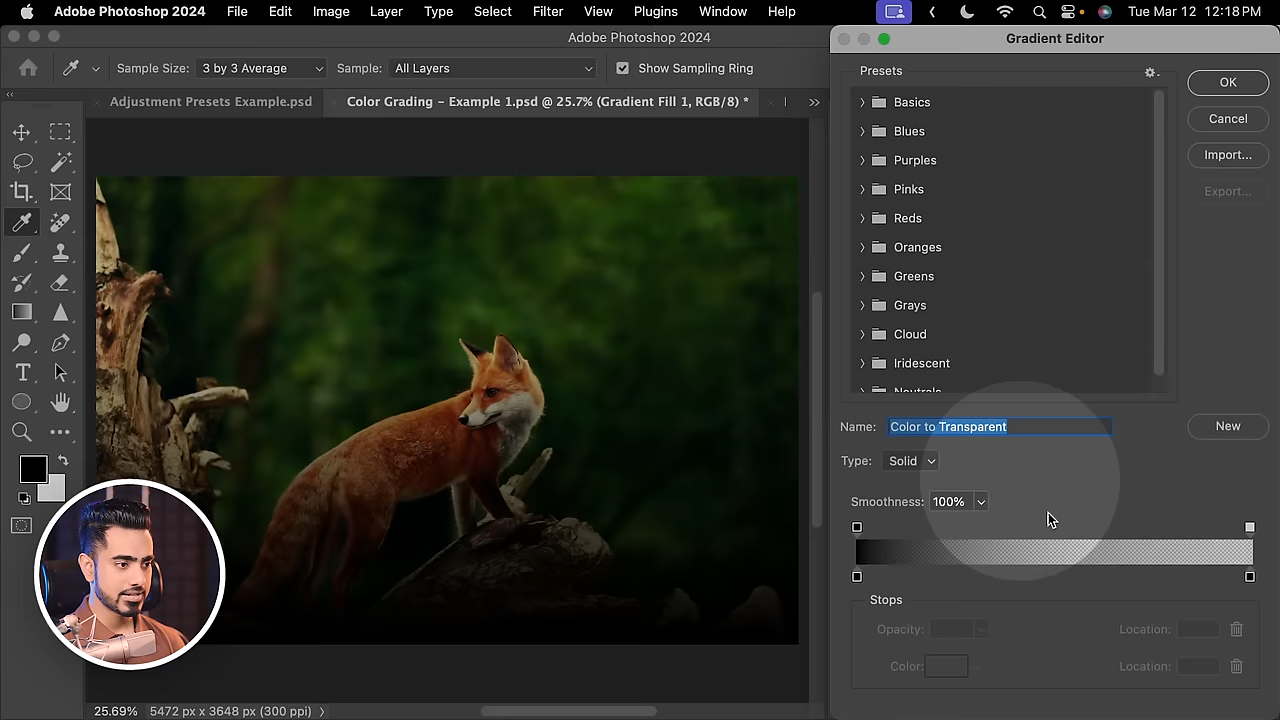 Adobe Photoshop 2024 File Edit Image Layer Type Select Filter View Plugins Window Help Tue Mar 12 12:18 PM
Adobe Photoshop 2024
Gradient Editor
Sample Size: 3 by 3 Average Sample: All Layers Show Sampling Ring
Adjustment Presets Example.psd Color Grading – Example 1.psd @ 25.7% (Gradient Fill 1, RGB/8) *
Presets
Basics
Blues
Purples
Pinks
Reds
Oranges
Greens
Grays
Cloud
Iridescent
Neutrals
OK
Cancel
Import...
Export...
Name: Color to Transparent
New
Type: Solid
Smoothness: 100%
Stops
Opacity: Location:
Color: Location:
25.69% 5472 px x 3648 px (300 ppi)